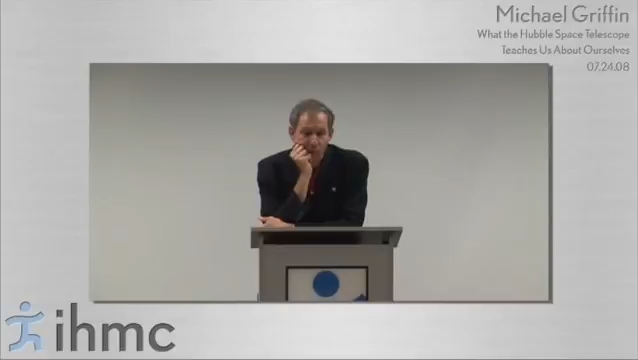 Michael Griffin
What the Hubble Space Telescope
Teaches Us About Ourselves
07.24.08
ihmc